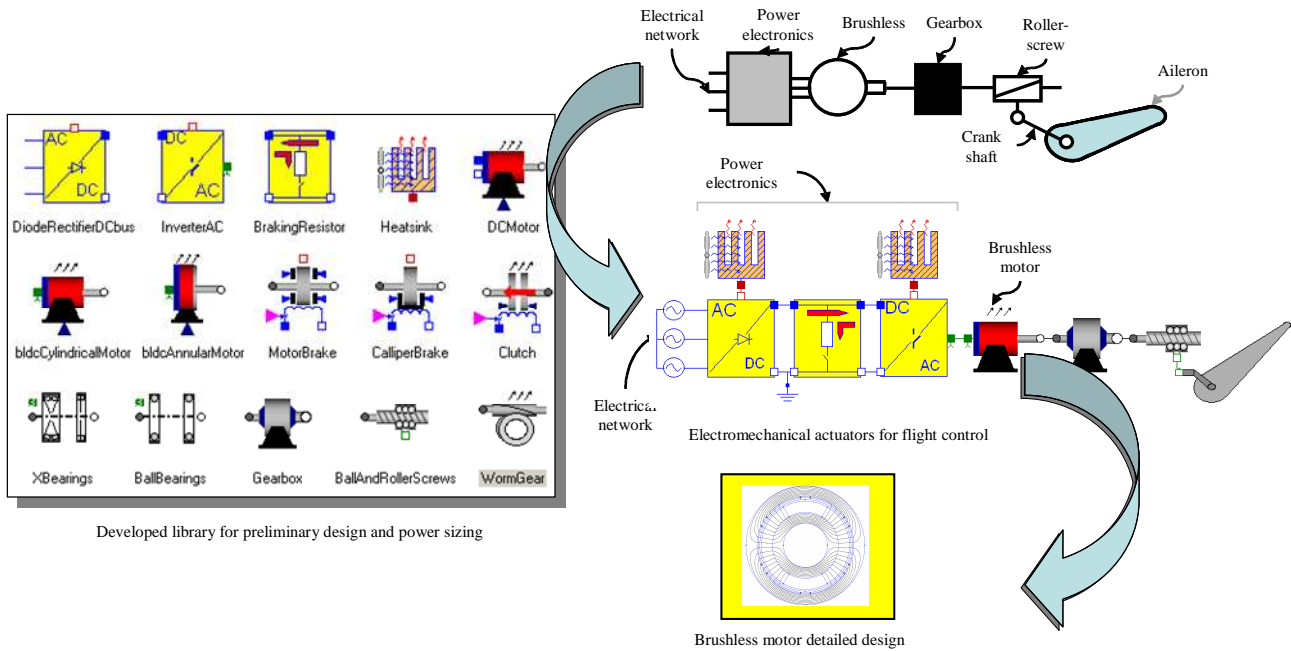 Electrical
network
Power
electronics
Brushless
Gearbox
Roller-
screw
Aileron
Crank
shaft
AC
DC
DC
AC
DiodeRectifierDCbus
InverterAC
BrakingResistor
Heatsink
DCMotor
bldcCylindricalMotor
bldcAnnularMotor
MotorBrake
CalliperBrake
Clutch
XBearings
BallBearings
Gearbox
BallAndRollerScrews
WormGear
Developed library for preliminary design and power sizing
Power
electronics
Brushless
motor
AC
DC
DC
AC
Electrical
network
Electromechanical actuators for flight control
Brushless motor detailed design